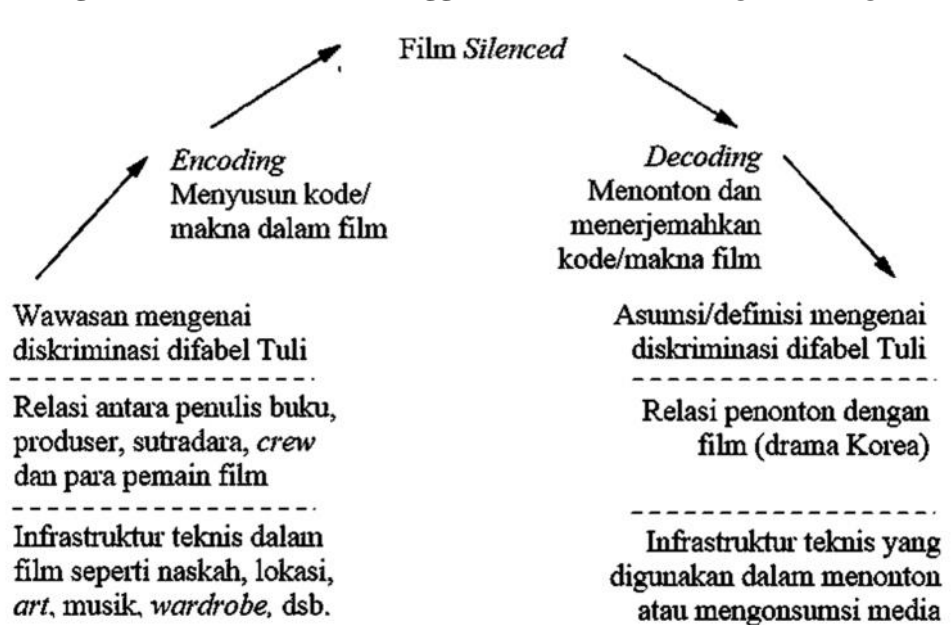 Film Silenced
Encoding
Menyusun kode/
makna dalam film
Decoding
Menonton dan
menerjemahkan
kode/makna film
Wawasan mengenai
diskriminasi difabel Tuli
Relasi antara penulis buku,
produser, sutradara, crew
dan para pemain film
Infrastruktur teknis dalam
film seperti naskah, lokasi,
art, musik, wardrobe, dsb.
Asumsi/definisi mengenai
diskriminasi difabel Tuli
Relasi penonton dengan
film (drama Korea)
Infrastruktur teknis yang
digunakan dalam menonton
atau mengonsumsi media